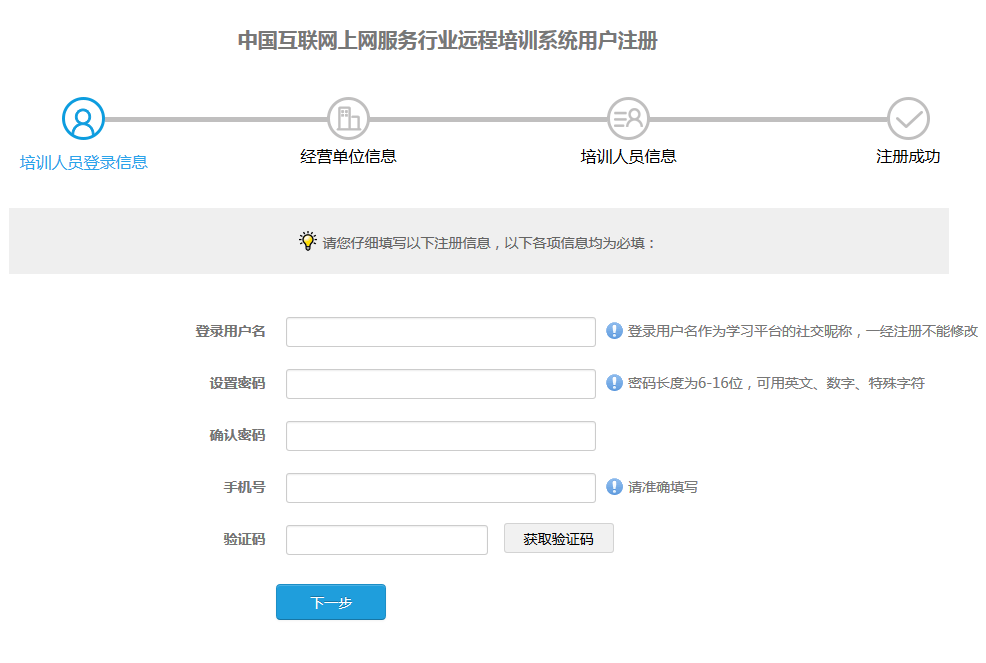 中国互联网上网服务行业远程培训系统用户注册
培训人员登录信息 经营单位信息 培训人员信息 注册成功
请您仔细填写以下注册信息，以下各项信息均为必填：
登录用户名 登录用户名作为学习平台的社交昵称，一经注册不能修改
设置密码 密码长度为6-16位，可用英文、数字、特殊字符
确认密码
手机号 请准确填写
验证码 获取验证码
下一步